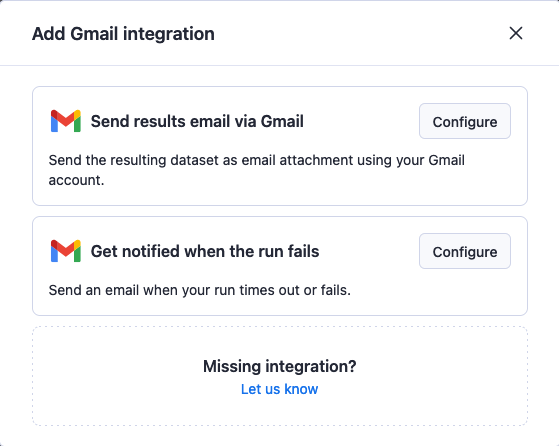 Add Gmail integration
Send results email via Gmail
Configure
Send the resulting dataset as email attachment using your Gmail
account.
Get notified when the run fails
Configure
Send an email when your run times out or fails.
Missing integration?
Let us know